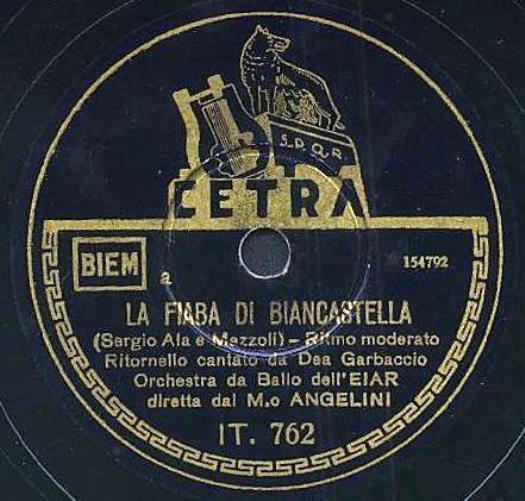 S.P.Q.R.
CETRA
BIEM
a
154792
LA FIABA DI BIANCASTELLA
(Sergio Ala e Mezzoli) - Ritmo moderato
Ritornello cantato da Dea Garbaccio
Orchestra da Ballo dell'EIAR
diretta dal M.o ANGELINI
IT. 762